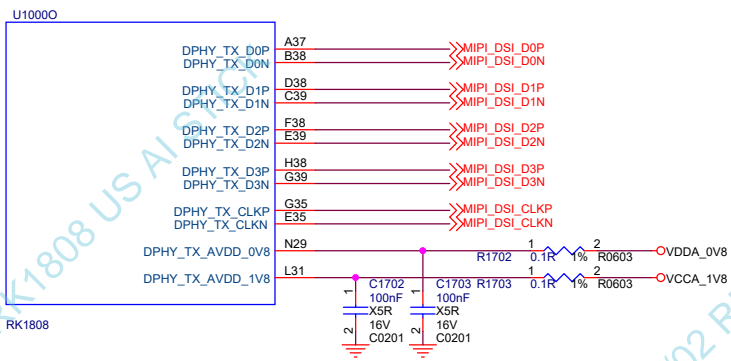 U1000O
DPHY_TX_D0P A37 MIPI_DSI_D0P
DPHY_TX_D0N B38 MIPI_DSI_D0N
DPHY_TX_D1P D38 MIPI_DSI_D1P
DPHY_TX_D1N C39 MIPI_DSI_D1N
DPHY_TX_D2P F38 MIPI_DSI_D2P
DPHY_TX_D2N E39 MIPI_DSI_D2N
DPHY_TX_D3P H38 MIPI_DSI_D3P
DPHY_TX_D3N G39 MIPI_DSI_D3N
DPHY_TX_CLKP G35 MIPI_DSI_CLKP
DPHY_TX_CLKN E35 MIPI_DSI_CLKN
DPHY_TX_AVDD_0V8 N29 R1702 1 0.1R 1% 2 R0603 VDDA_0V8
DPHY_TX_AVDD_1V8 L31 R1703 1 0.1R 1% 2 R0603 VCCA_1V8
1 C1702 1 C1703
100nF 100nF
X5R X5R
2 16V 2 16V
C0201 C0201
RK1808
RK1808 US AI STICK